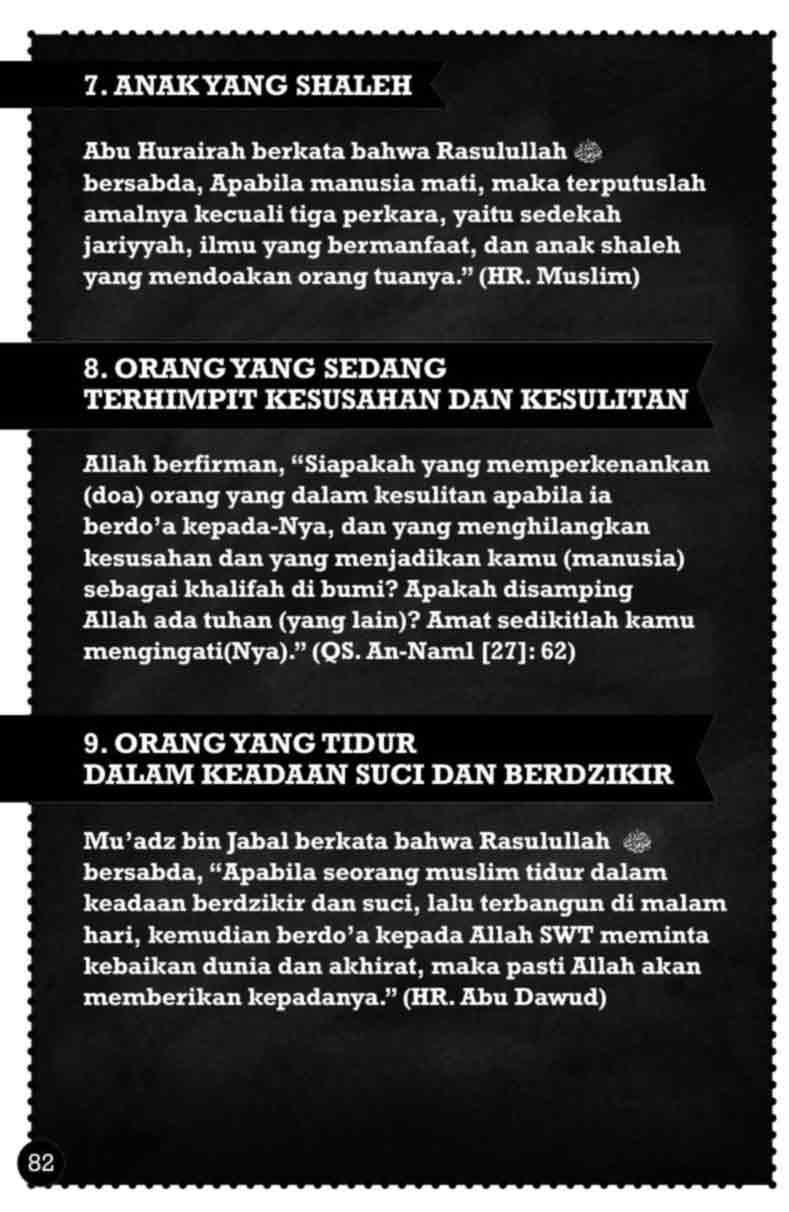 7. ANAK YANG SHALEH
Abu Hurairah berkata bahwa Rasulullah ﷺ
bersabda, Apabila manusia mati, maka terputuslah
amalnya kecuali tiga perkara, yaitu sedekah
jariyyah, ilmu yang bermanfaat, dan anak shaleh
yang mendoakan orang tuanya.” (HR. Muslim)
8. ORANG YANG SEDANG
TERHIMPIT KESUSAHAN DAN KESULITAN
Allah berfirman, “Siapakah yang memperkenankan
(doa) orang yang dalam kesulitan apabila ia
berdo’a kepada-Nya, dan yang menghilangkan
kesusahan dan yang menjadikan kamu (manusia)
sebagai khalifah di bumi? Apakah disamping
Allah ada tuhan (yang lain)? Amat sedikitlah kamu
mengingati(Nya).” (QS. An-Naml [27]: 62)
9. ORANG YANG TIDUR
DALAM KEADAAN SUCI DAN BERDZIKIR
Mu’adz bin Jabal berkata bahwa Rasulullah ﷺ
bersabda, “Apabila seorang muslim tidur dalam
keadaan berdzikir dan suci, lalu terbangun di malam
hari, kemudian berdo’a kepada Allah SWT meminta
kebaikan dunia dan akhirat, maka pasti Allah akan
memberikan kepadanya.” (HR. Abu Dawud)
82